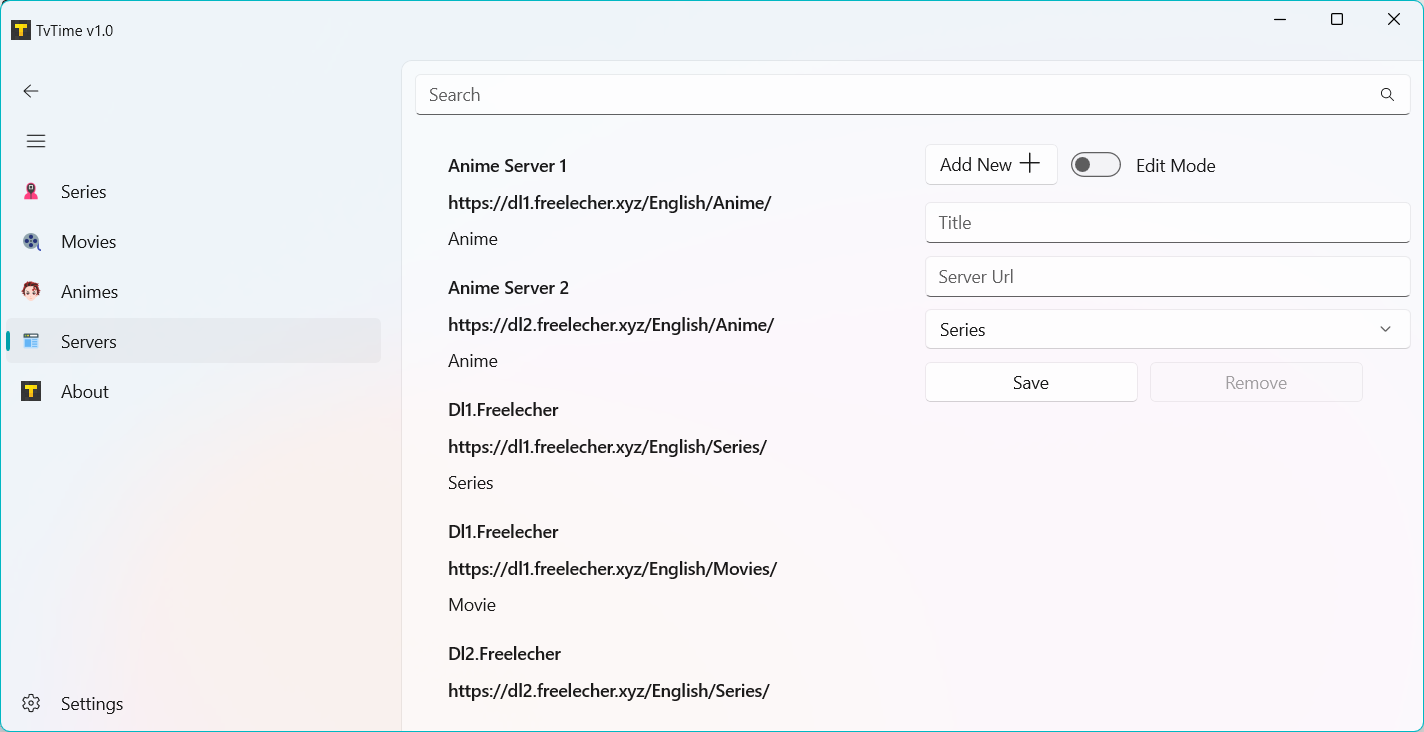 TvTime v1.0
Series
Movies
Animes
Servers
About
Settings
Search
Anime Server 1
https://dl1.freelecher.xyz/English/Anime/
Anime
Anime Server 2
https://dl2.freelecher.xyz/English/Anime/
Anime
Dl1.Freelecher
https://dl1.freelecher.xyz/English/Series/
Series
Dl1.Freelecher
https://dl1.freelecher.xyz/English/Movies/
Movie
Dl2.Freelecher
https://dl2.freelecher.xyz/English/Series/
Add New
Edit Mode
Title
Server Url
Series
Save
Remove